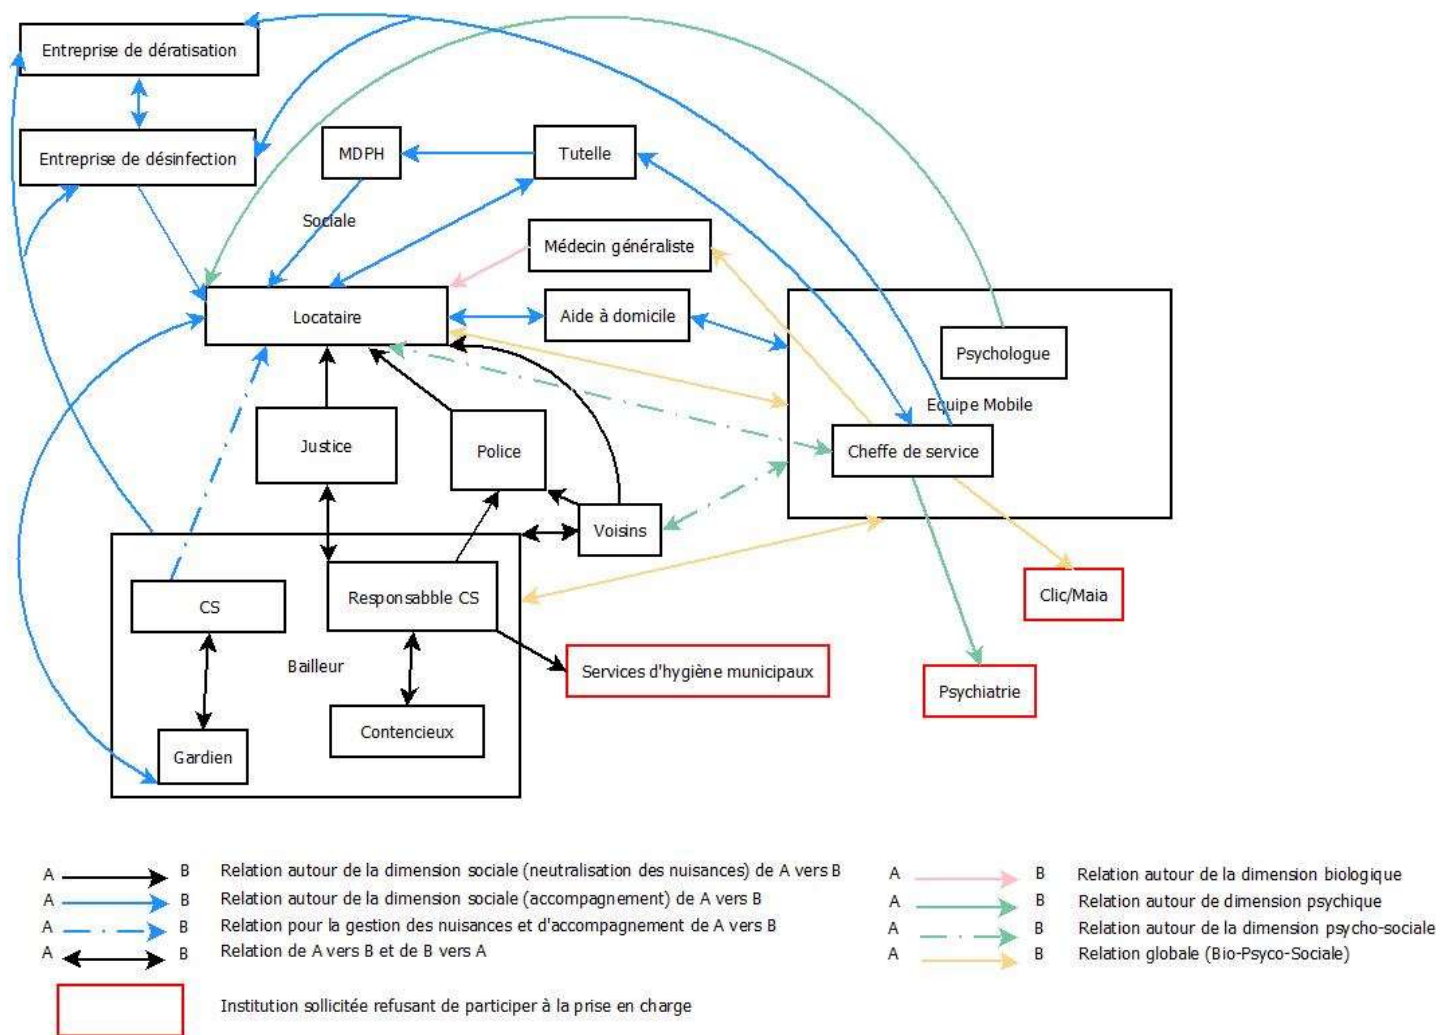 Entreprise de dératisation
Entreprise de désinfection
MDPH
Tutelle
Sociale
Médecin généraliste
Locataire
Aide à domicile
Psychologue
Equipe Mobile
Cheffe de service
Justice
Police
Voisins
CS
Responsabble CS
Clic/Maia
Bailleur
Services d'hygiène municipaux
Psychiatrie
Contencieux
Gardien
A B Relation autour de la dimension sociale (neutralisation des nuisances) de A vers B
A B Relation autour de la dimension sociale (accompagnement) de A vers B
A B Relation pour la gestion des nuisances et d'accompagnement de A vers B
A B Relation de A vers B et de B vers A
Institution sollicitée refusant de participer à la prise en charge
A B Relation autour de la dimension biologique
A B Relation autour de dimension psychique
A B Relation autour de la dimension psycho-sociale
A B Relation globale (Bio-Psyco-Sociale)